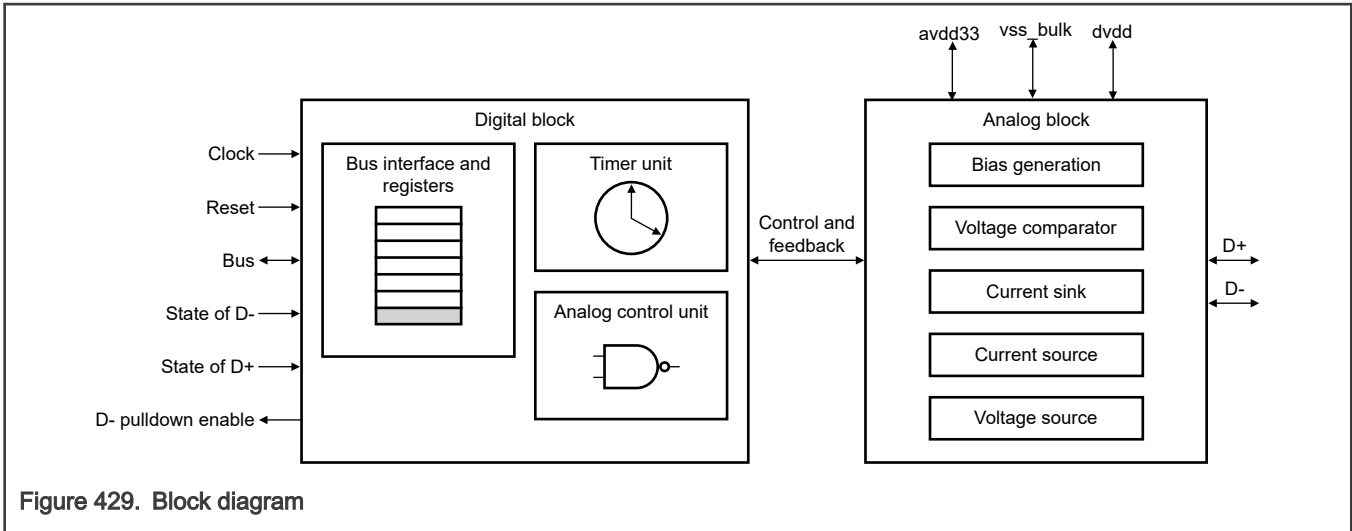 avdd33 vss_bulk dvdd
Digital block
Analog block
Clock
Reset
Bus
State of D-
State of D+
D- pulldown enable
Bus interface and
registers
Timer unit
Analog control unit
Control and
feedback
Bias generation
Voltage comparator
Current sink
Current source
Voltage source
D+
D-
Figure 429. Block diagram